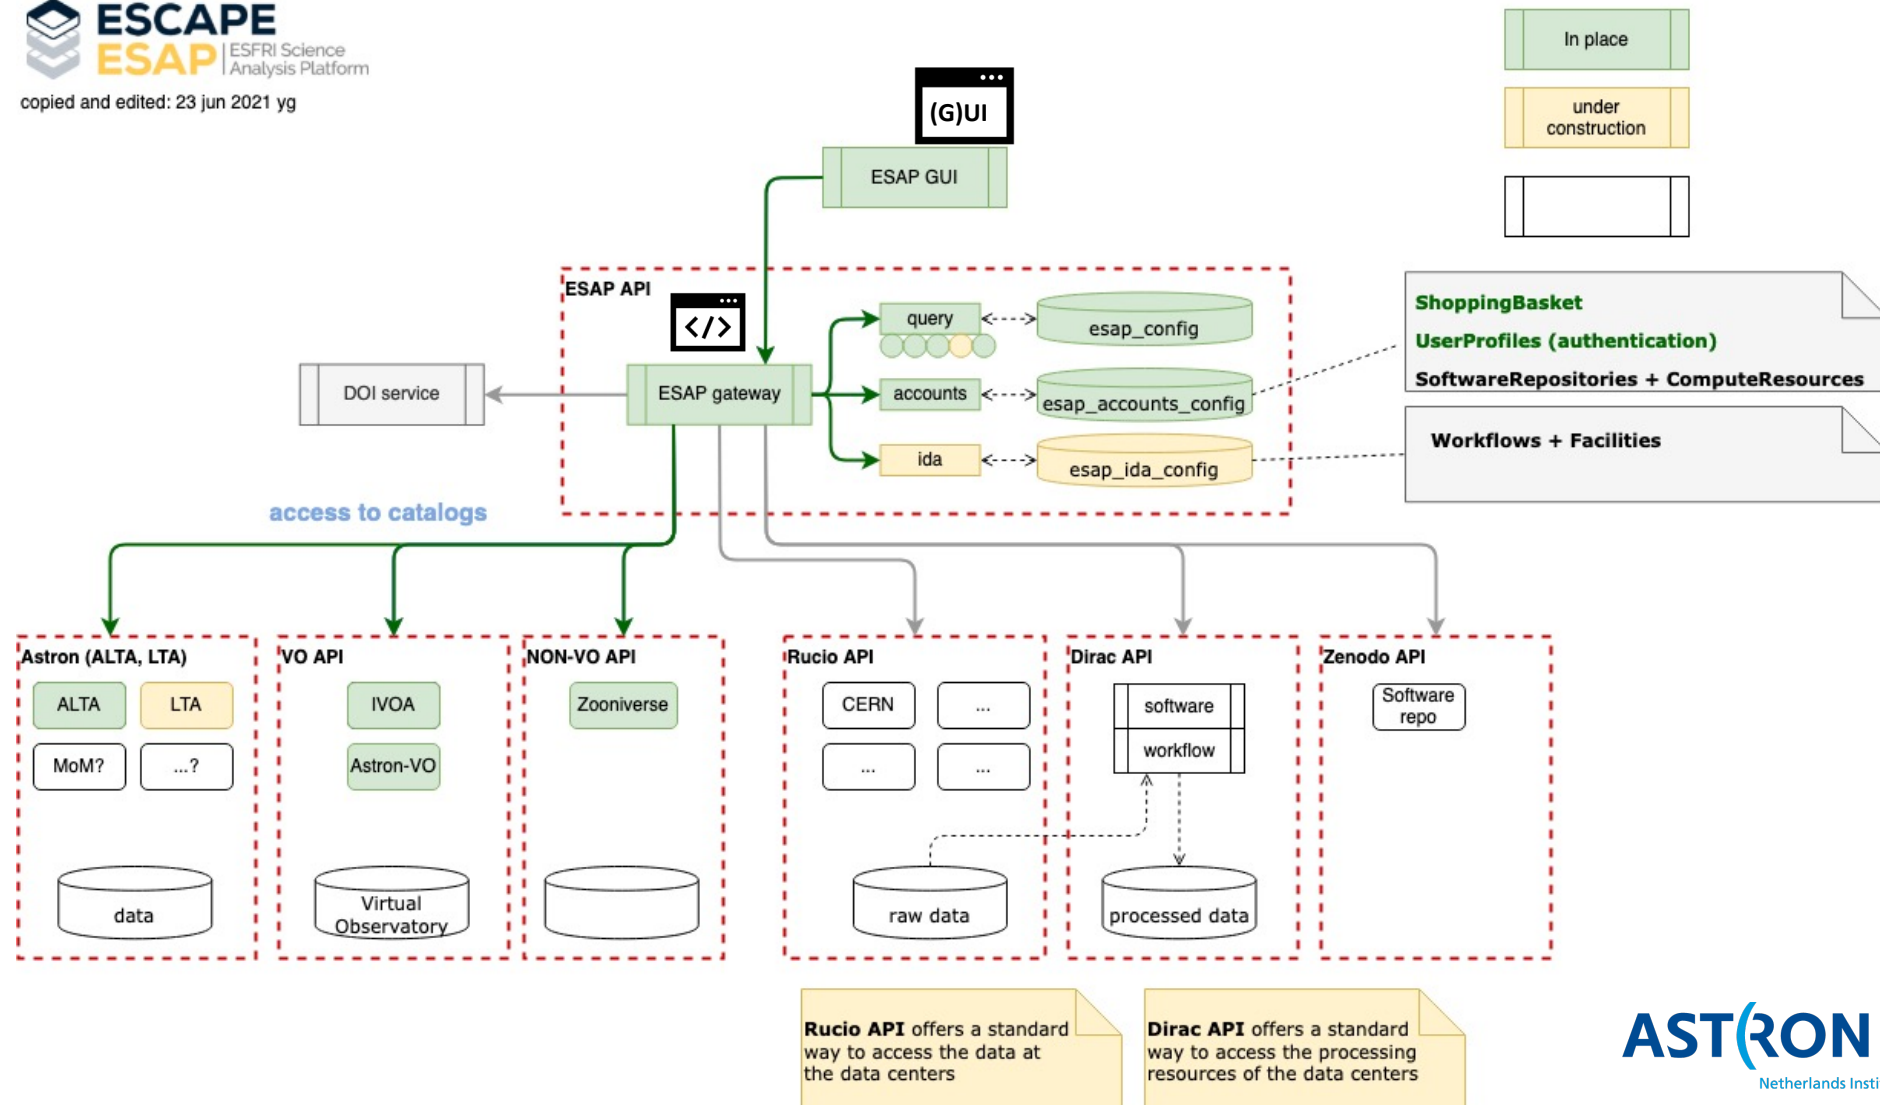 ESCAPE
ESAP
ESFRI Science
Analysis Platform
copied and edited: 23 jun 2021 yg
In place
under
construction
(G)UI
ESAP GUI
ESAP API
</>
query
esap_config
DOI service
ESAP gateway
accounts
esap_accounts_config
ida
esap_ida_config
ShoppingBasket
UserProfiles (authentication)
SoftwareRepositories + ComputeResources
Workflows + Facilities
access to catalogs
Astron (ALTA, LTA)
ALTA
LTA
MoM?
...?
data
VO API
IVOA
Astron-VO
Virtual
Observatory
NON-VO API
Zooniverse
Rucio API
CERN
...
...
...
raw data
Dirac API
software
workflow
processed data
Zenodo API
Software
repo
Rucio API offers a standard
way to access the data at
the data centers
Dirac API offers a standard
way to access the processing
resources of the data centers
ASTRON
Netherlands Insti